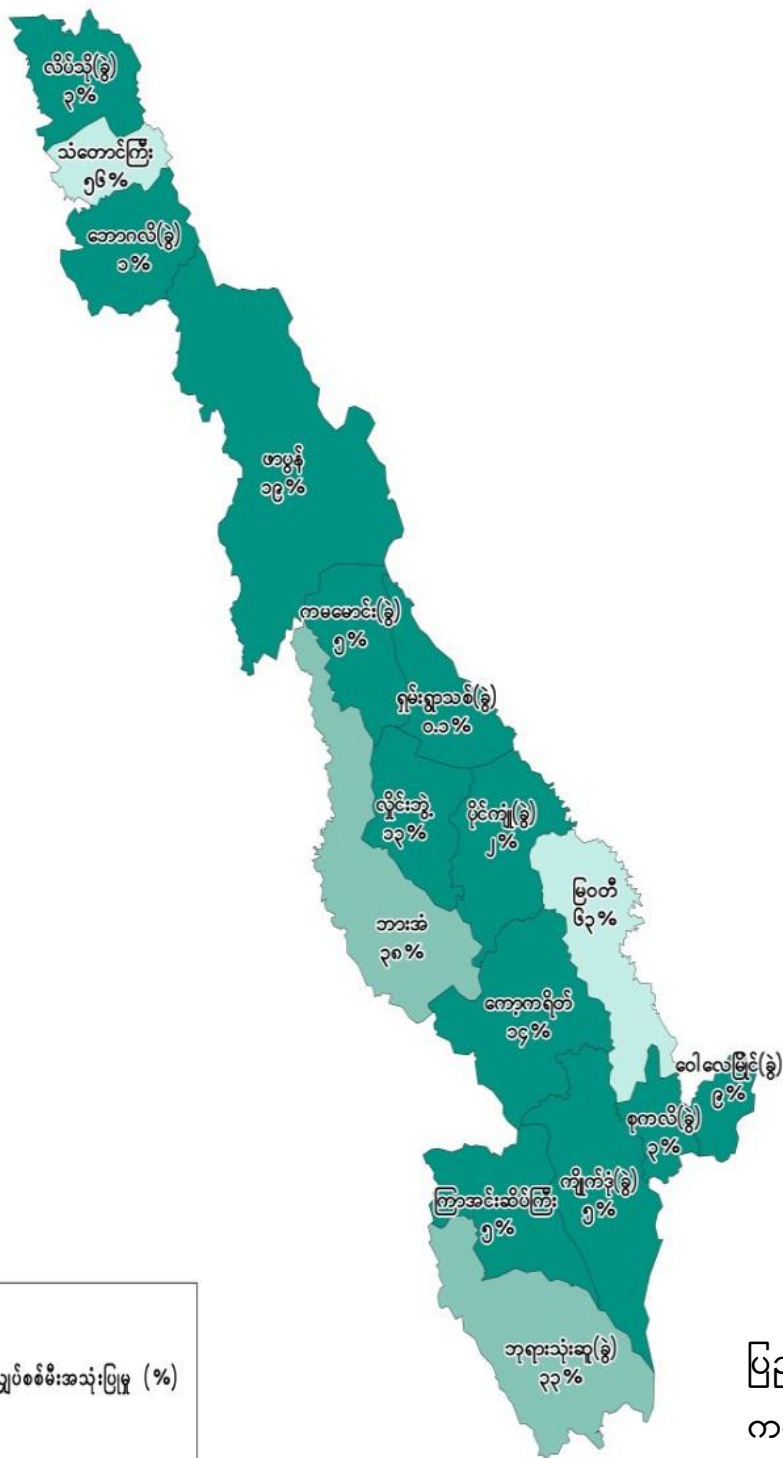 လိပ်သို(ခွဲ)
၃%
သံတောင်ကြီး
၅၆%
ဘောဂလိ(ခွဲ)
၁%
ဖာပွန်
၁၉%
ကမမောင်း(ခွဲ)
၅%
ရှမ်းရွာသစ်(ခွဲ)
၀.၁%
လှိုင်းဘွဲ့
၁၃%
ပိုင်ကျုံ(ခွဲ)
၂%
မြဝတီ
၆၃%
ဘားအံ
၃၈%
ကော့ကရိတ်
၁၄%
ဝေါလေမြိုင်(ခွဲ)
၉%
စုကလိ(ခွဲ)
၃%
ကျိုက်ဒုံ(ခွဲ)
၅%
ကြာအင်းဆိပ်ကြီး
၅%
ဘုရားသုံးဆူ(ခွဲ)
၃၃%
လျှပ်စစ်မီးအသုံးပြုမှု (%)